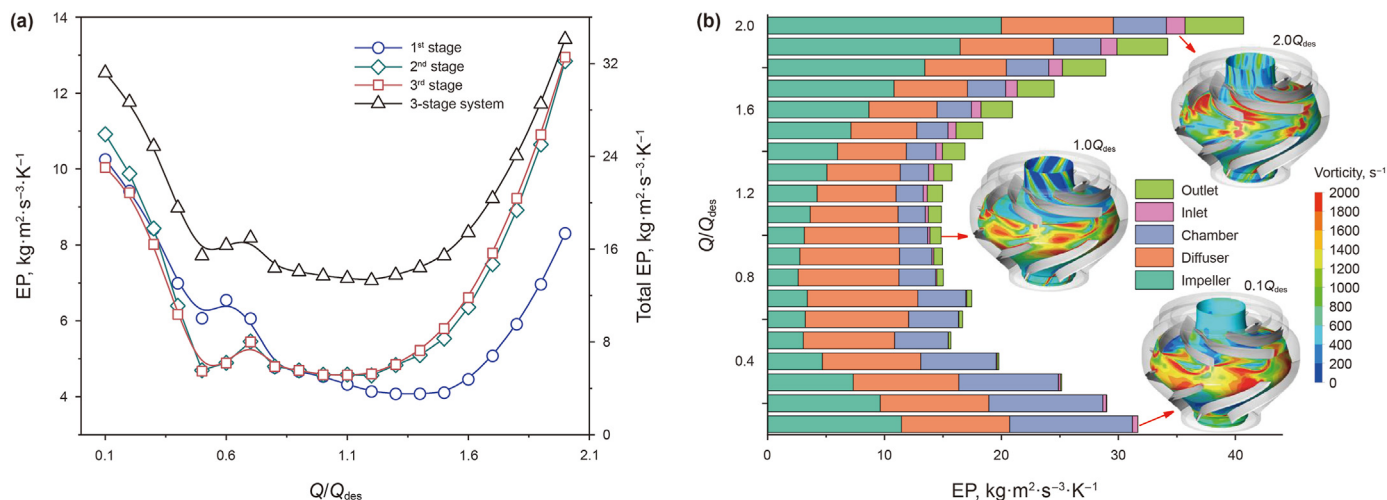 (a)
14
12
10
8
6
4
EP, kg·m²·s⁻³·K⁻¹
1st stage
2nd stage
3rd stage
3-stage system
32
24
16
8
0
Total EP, kg·m²·s⁻³·K⁻¹
0.1
0.6
1.1
1.6
2.1
Q/Qdes
(b)
2.0
1.6
1.2
0.8
0.4
Q/Qdes
2.0Qdes
1.0Qdes
0.1Qdes
Outlet
Inlet
Chamber
Diffuser
Impeller
Vorticity, s⁻¹
2000
1800
1600
1400
1200
1000
800
600
400
200
0
0
10
20
30
40
EP, kg·m²·s⁻³·K⁻¹